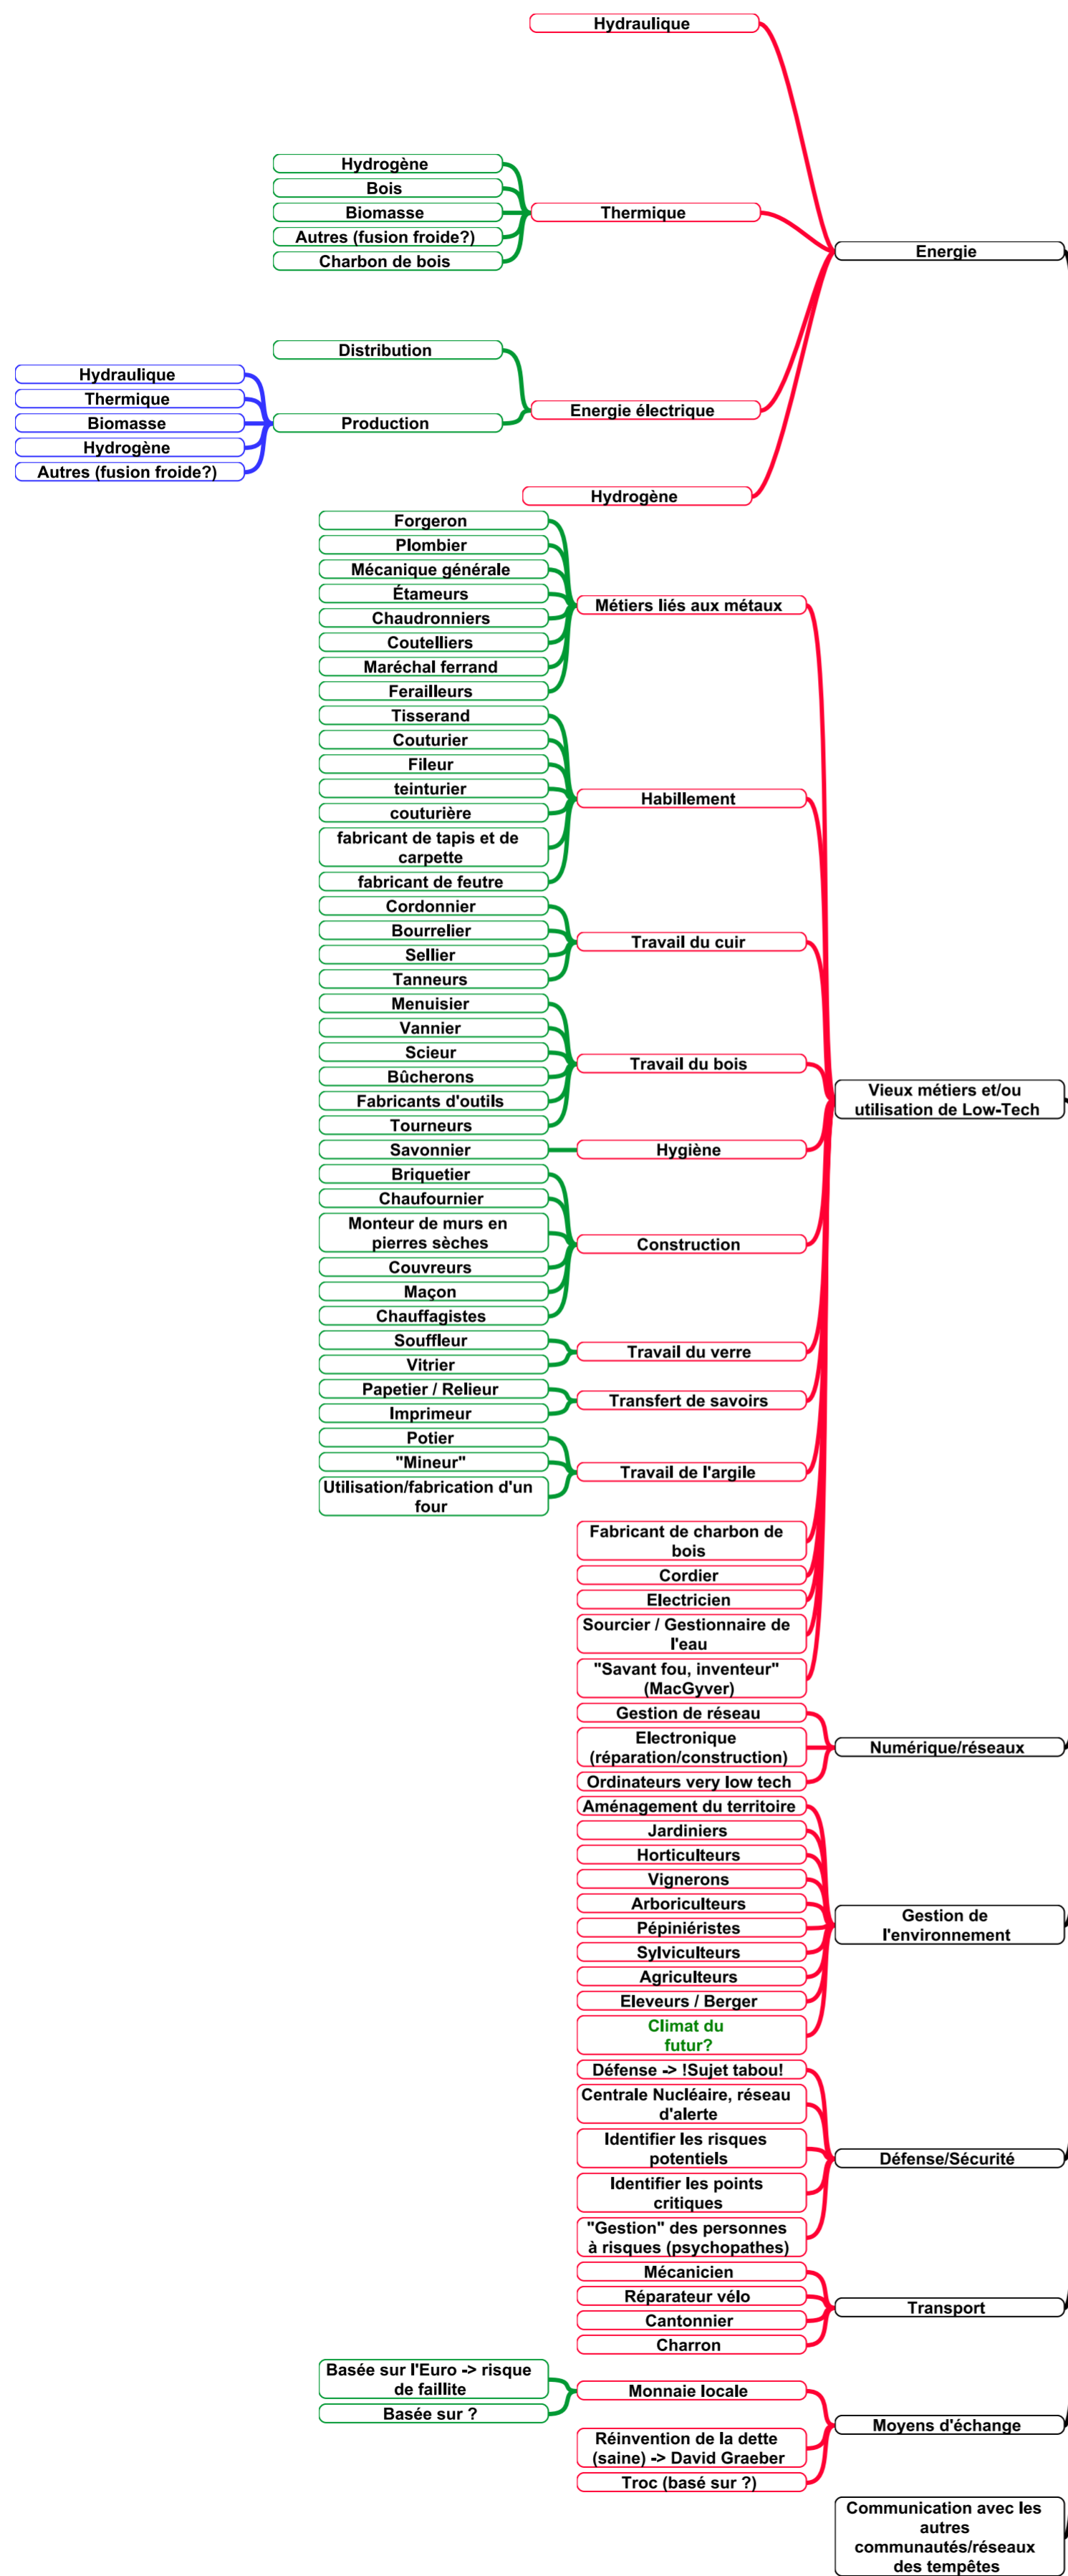 Hydraulique
Hydrogène
Bois
Biomasse
Autres (fusion froide?)
Charbon de bois
Thermique
Energie
Distribution
Hydraulique
Thermique
Biomasse
Hydrogène
Autres (fusion froide?)
Production
Energie électrique
Hydrogène
Forgeron
Plombier
Mécanique générale
Étameurs
Chaudronniers
Coutelliers
Maréchal ferrand
Ferailleurs
Métiers liés aux métaux
Tisserand
Couturier
Fileur
teinturier
couturière
fabricant de tapis et de
carpette
fabricant de feutre
Habillement
Cordonnier
Bourrelier
Sellier
Tanneurs
Travail du cuir
Menuisier
Vannier
Scieur
Bûcherons
Fabricants d'outils
Tourneurs
Travail du bois
Vieux métiers et/ou
utilisation de Low-Tech
Savonnier
Hygiène
Briquetier
Chaufournier
Monteur de murs en
pierres sèches
Couvreurs
Maçon
Chauffagistes
Construction
Souffleur
Vitrier
Travail du verre
Papetier / Relieur
Imprimeur
Transfert de savoirs
Potier
"Mineur"
Utilisation/fabrication d'un
four
Travail de l'argile
Fabricant de charbon de
bois
Cordier
Electricien
Sourcier / Gestionnaire de
l'eau
"Savant fou, inventeur"
(MacGyver)
Gestion de réseau
Electronique
(réparation/construction)
Ordinateurs very low tech
Numérique/réseaux
Aménagement du territoire
Jardiniers
Horticulteurs
Vignerons
Arboriculteurs
Pépiniéristes
Sylviculteurs
Agriculteurs
Eleveurs / Berger
Climat du
futur?
Gestion de
l'environnement
Défense -> !Sujet tabou!
Centrale Nucléaire, réseau
d'alerte
Identifier les risques
potentiels
Identifier les points
critiques
"Gestion" des personnes
à risques (psychopathes)
Défense/Sécurité
Mécanicien
Réparateur vélo
Cantonnier
Charron
Transport
Basée sur l'Euro -> risque
de faillite
Basée sur ?
Monnaie locale
Réinvention de la dette
(saine) -> David Graeber
Troc (basé sur ?)
Moyens d'échange
Communication avec les
autres
communautés/réseaux
des tempêtes